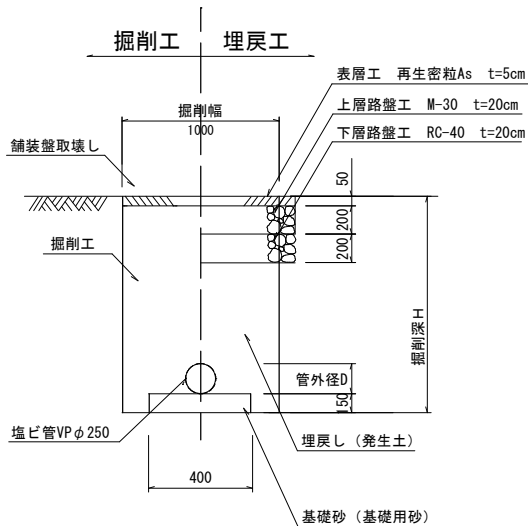 掘削工 埋戻工
表層工 再生密粒As t=5cm
上層路盤工 M-30 t=20cm
下層路盤工 RC-40 t=20cm
掘削幅
1000
舗装盤取壊し
50
200
200
掘削工
掘削深H
管外径D
150
塩ビ管VPφ250
埋戻し（発生土）
400
基礎砂（基礎用砂）